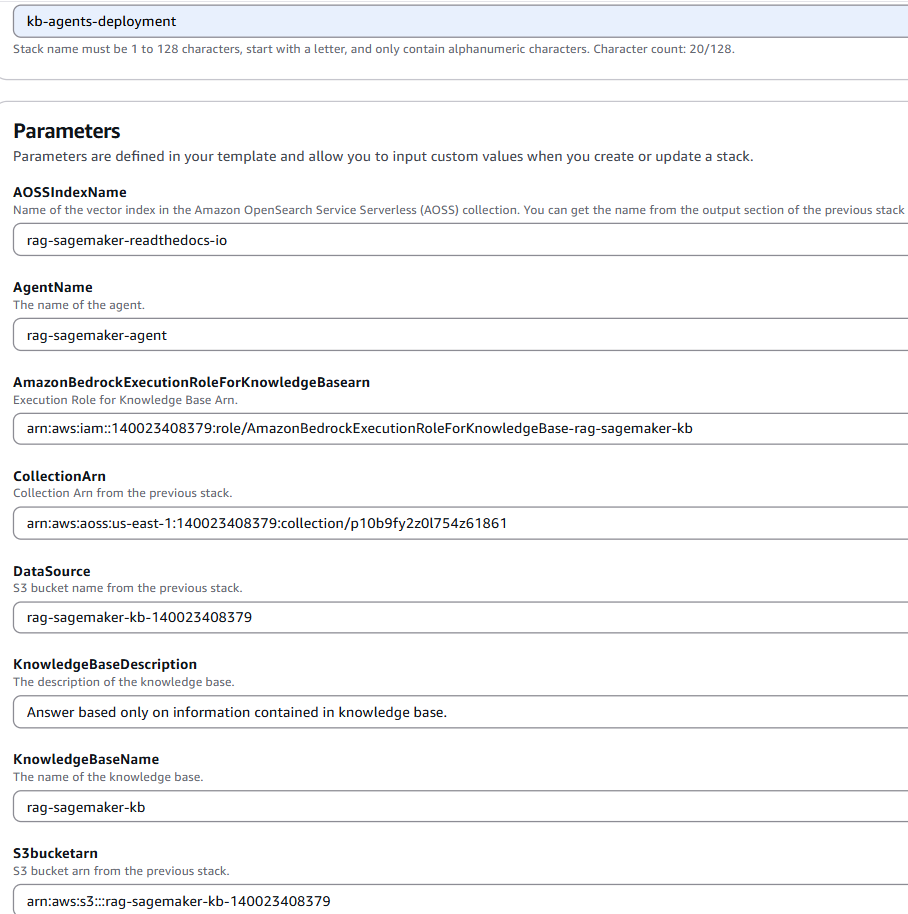 kb-agents-deployment
Stack name must be 1 to 128 characters, start with a letter, and only contain alphanumeric characters. Character count: 20/128.
Parameters
Parameters are defined in your template and allow you to input custom values when you create or update a stack.
AOSSIndexName
Name of the vector index in the Amazon OpenSearch Service Serverless (AOSS) collection. You can get the name from the output section of the previous stack
rag-sagemaker-readthedocs-io
AgentName
The name of the agent.
rag-sagemaker-agent
AmazonBedrockExecutionRoleForKnowledgeBasearn
Execution Role for Knowledge Base Arn.
arn:aws:iam::140023408379:role/AmazonBedrockExecutionRoleForKnowledgeBase-rag-sagemaker-kb
CollectionArn
Collection Arn from the previous stack.
arn:aws:aoss:us-east-1:140023408379:collection/p10b9fy2z0l754z61861
DataSource
S3 bucket name from the previous stack.
rag-sagemaker-kb-140023408379
KnowledgeBaseDescription
The description of the knowledge base.
Answer based only on information contained in knowledge base.
KnowledgeBaseName
The name of the knowledge base.
rag-sagemaker-kb
S3bucketarn
S3 bucket arn from the previous stack.
arn:aws:s3:::rag-sagemaker-kb-140023408379